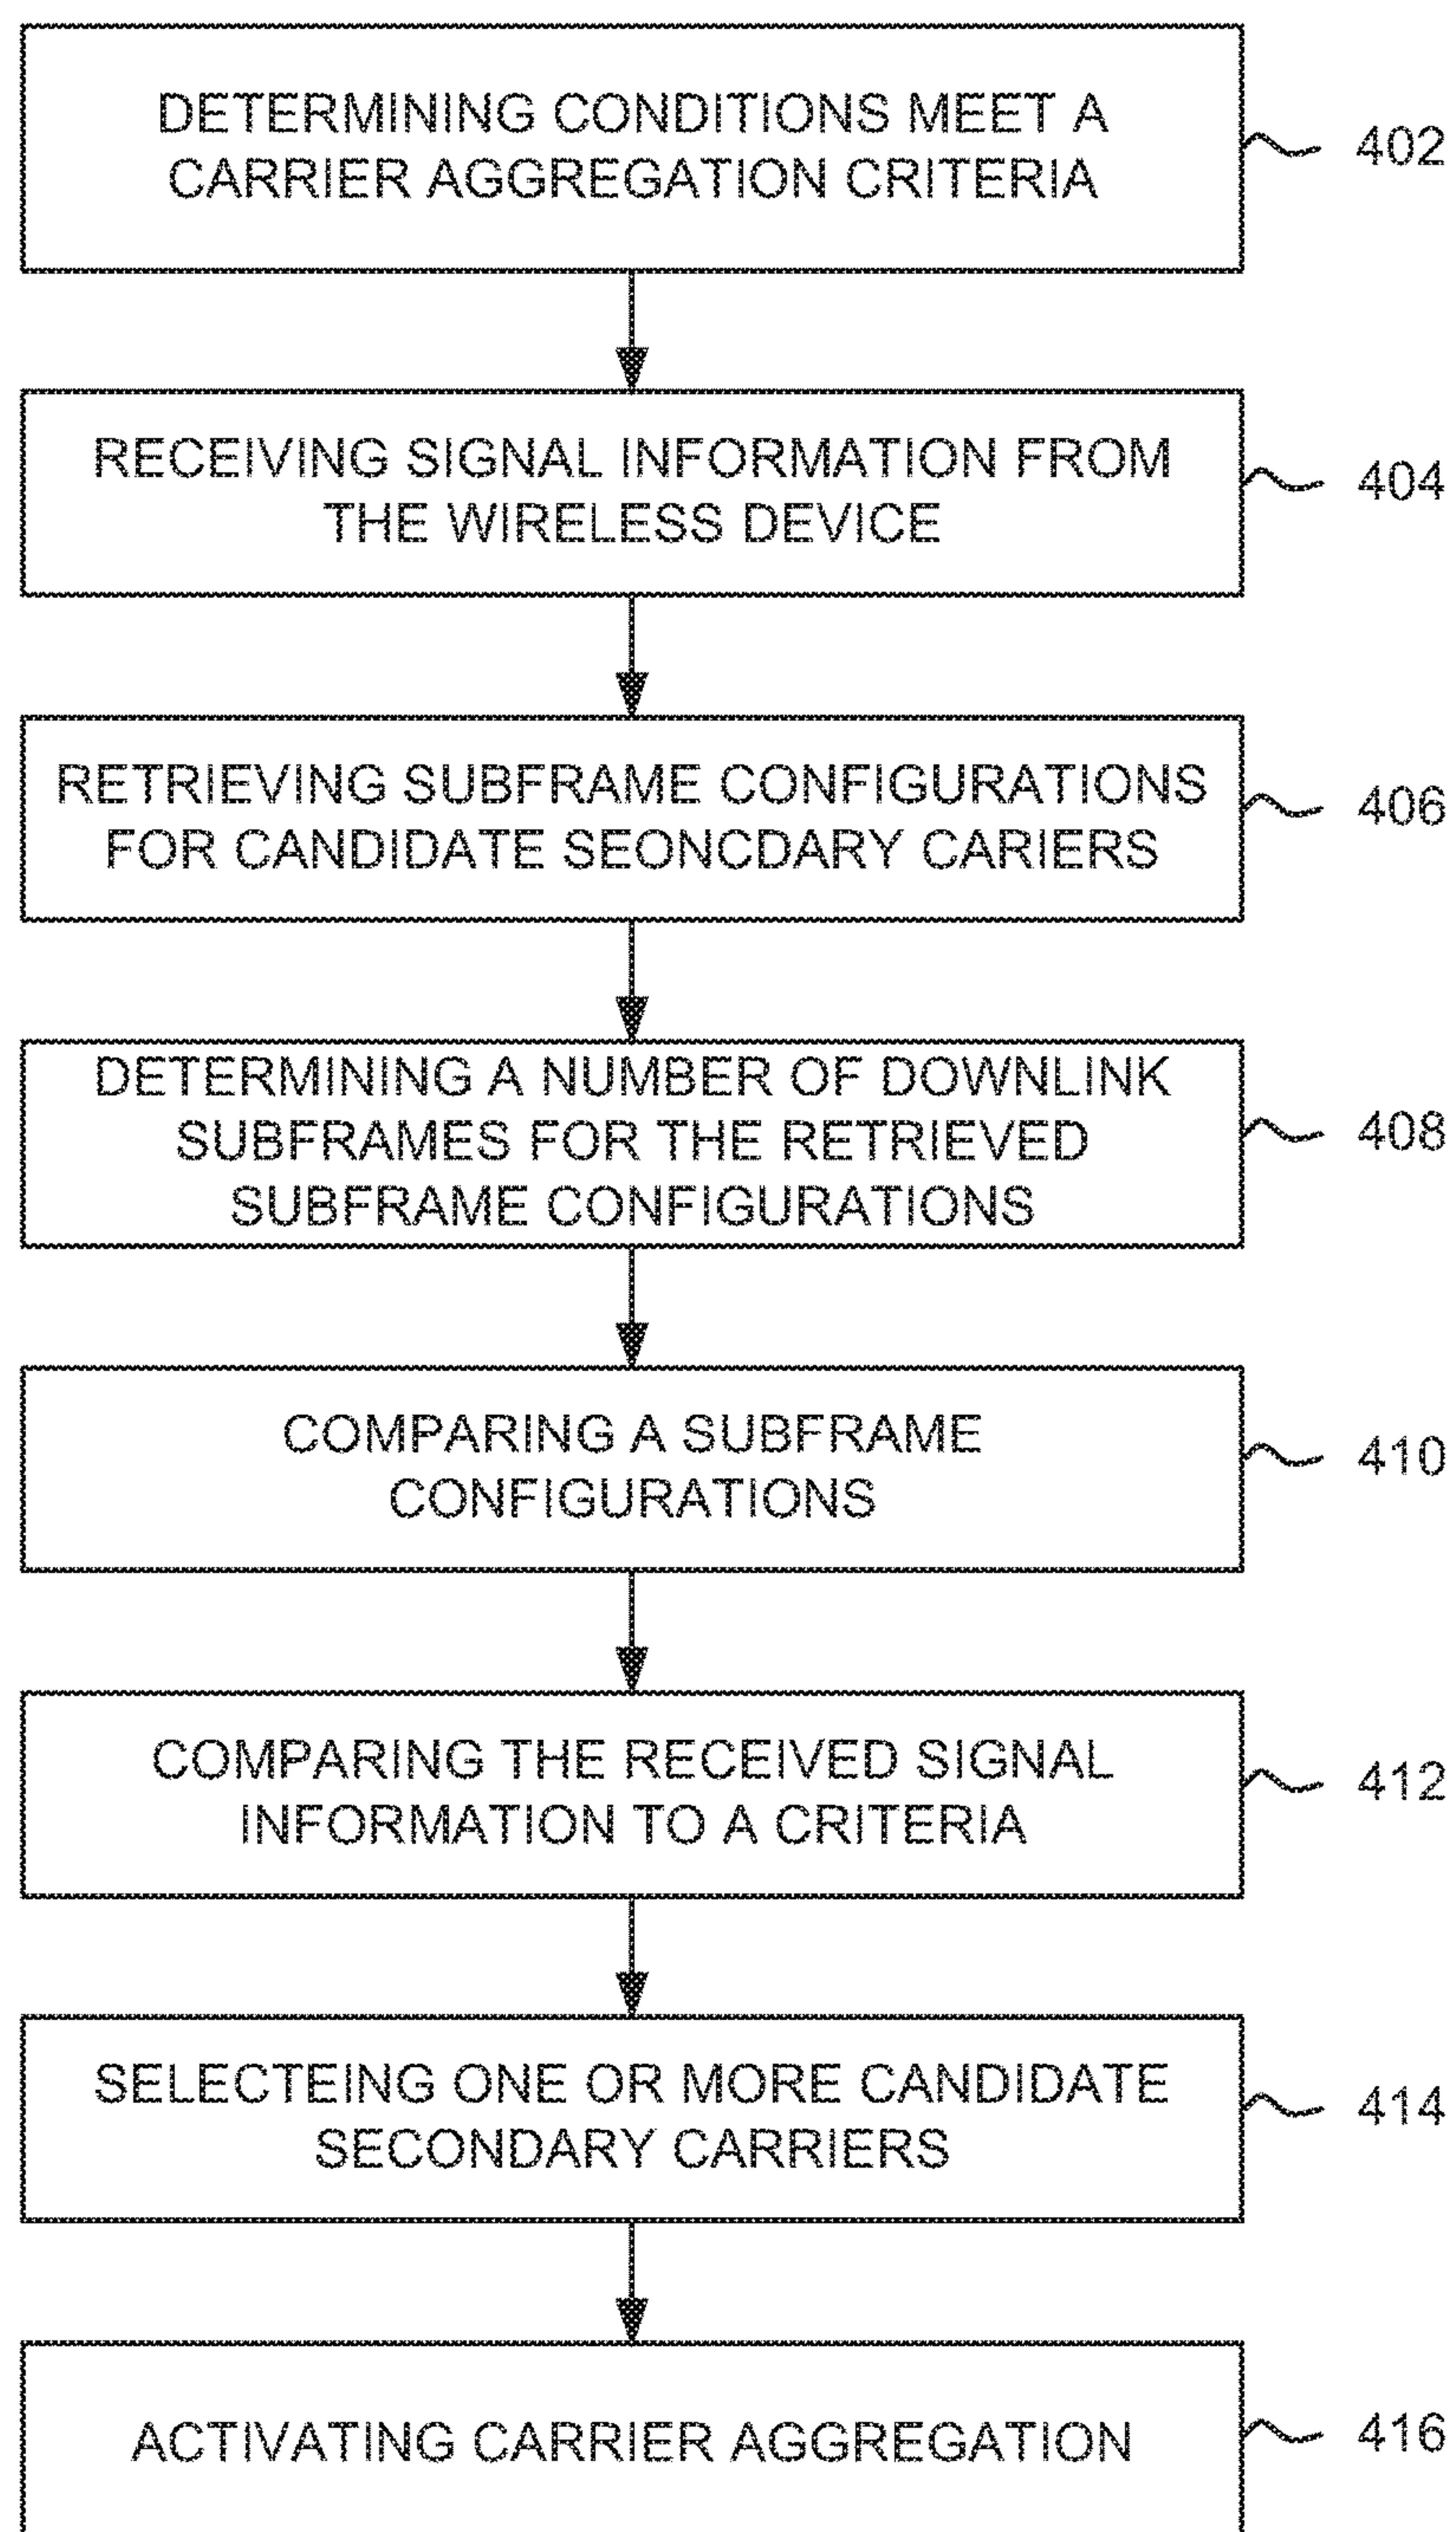 DETERMINING CONDITIONS MEET A
CARRIER AGGREGATION CRITERIA
402
RECEIVING SIGNAL INFORMATION FROM
THE WIRELESS DEVICE
404
RETRIEVING SUBFRAME CONFIGURATIONS
FOR CANDIDATE SEONCDARY CARIERS
406
DETERMINING A NUMBER OF DOWNLINK
SUBFRAMES FOR THE RETRIEVED
SUBFRAME CONFIGURATIONS
408
COMPARING A SUBFRAME
CONFIGURATIONS
410
COMPARING THE RECEIVED SIGNAL
INFORMATION TO A CRITERIA
412
SELECTEING ONE OR MORE CANDIDATE
SECONDARY CARRIERS
414
ACTIVATING CARRIER AGGREGATION
416